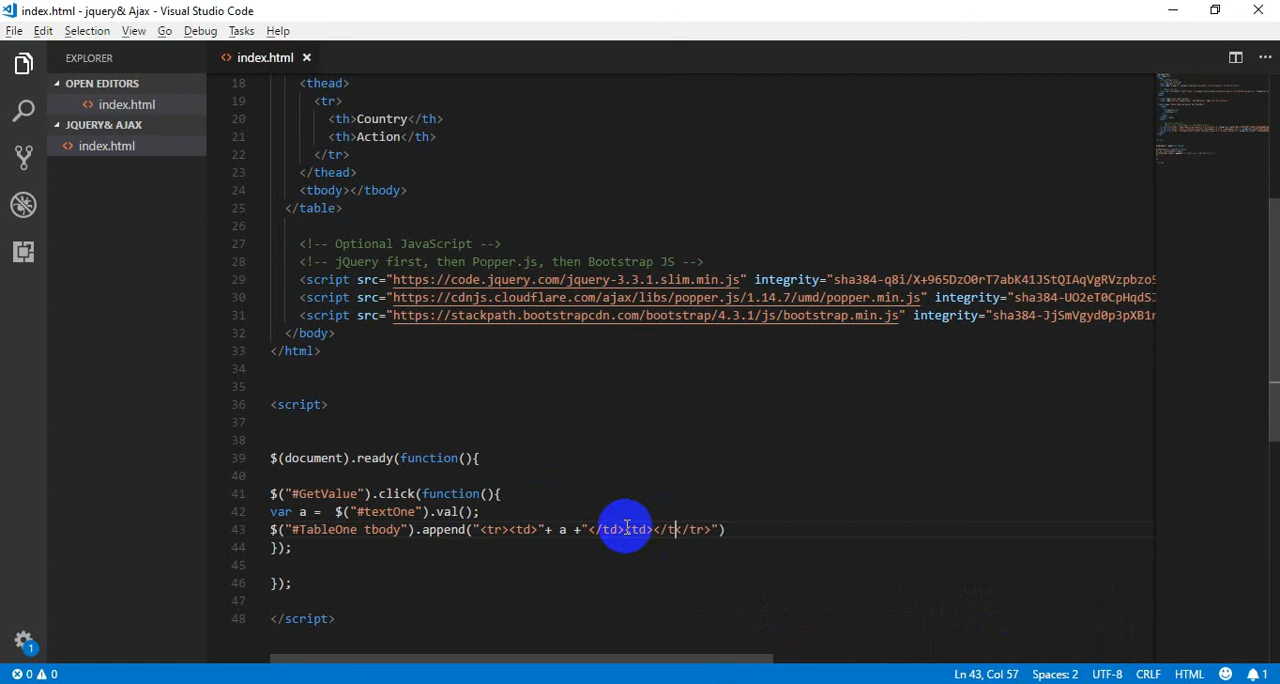 index.html - jquery& Ajax - Visual Studio Code
File Edit Selection View Go Debug Tasks Help
EXPLORER
index.html
OPEN EDITORS
index.html
JQUERY& AJAX
index.html
18 <thead>
19 <tr>
20 <th>Country</th>
21 <th>Action</th>
22 </tr>
23 </thead>
24 <tbody></tbody>
25 </table>
26
27 <!-- Optional JavaScript -->
28 <!-- jQuery first, then Popper.js, then Bootstrap JS -->
29 <script src="https://code.jquery.com/jquery-3.3.1.slim.min.js" integrity="sha384-q8i/X+965DzO0rT7abK41JStQIAqVgRVzpbzo5
30 <script src="https://cdnjs.cloudflare.com/ajax/libs/popper.js/1.14.7/umd/popper.min.js" integrity="sha384-UO2eT0CpHqdSJ
31 <script src="https://stackpath.bootstrapcdn.com/bootstrap/4.3.1/js/bootstrap.min.js" integrity="sha384-JjSmVgyd0p3pXB1r
32 </body>
33 </html>
34
35
36 <script>
37
38
39 $(document).ready(function(){
40
41 $("#GetValue").click(function(){
42 var a = $("#textOne").val();
43 $("#TableOne tbody").append("<tr><td>"+ a +"</td><td></t</tr>")
44 });
45
46 });
47
48 </script>
1
0 0
Ln 43, Col 57 Spaces: 2 UTF-8 CRLF HTML 1